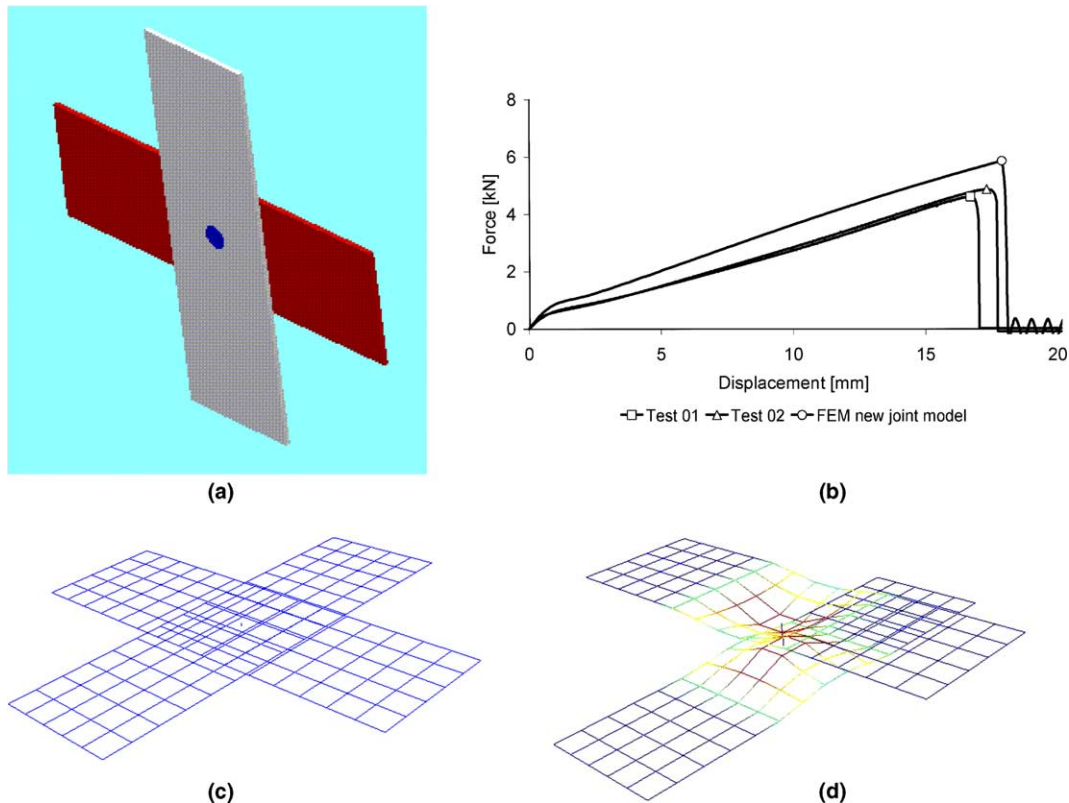 8
6
4
2
0
Force [kN]
0 5 10 15 20
Displacement [mm]
Test 01 Test 02 FEM new joint model
(a) (b)
(c) (d)